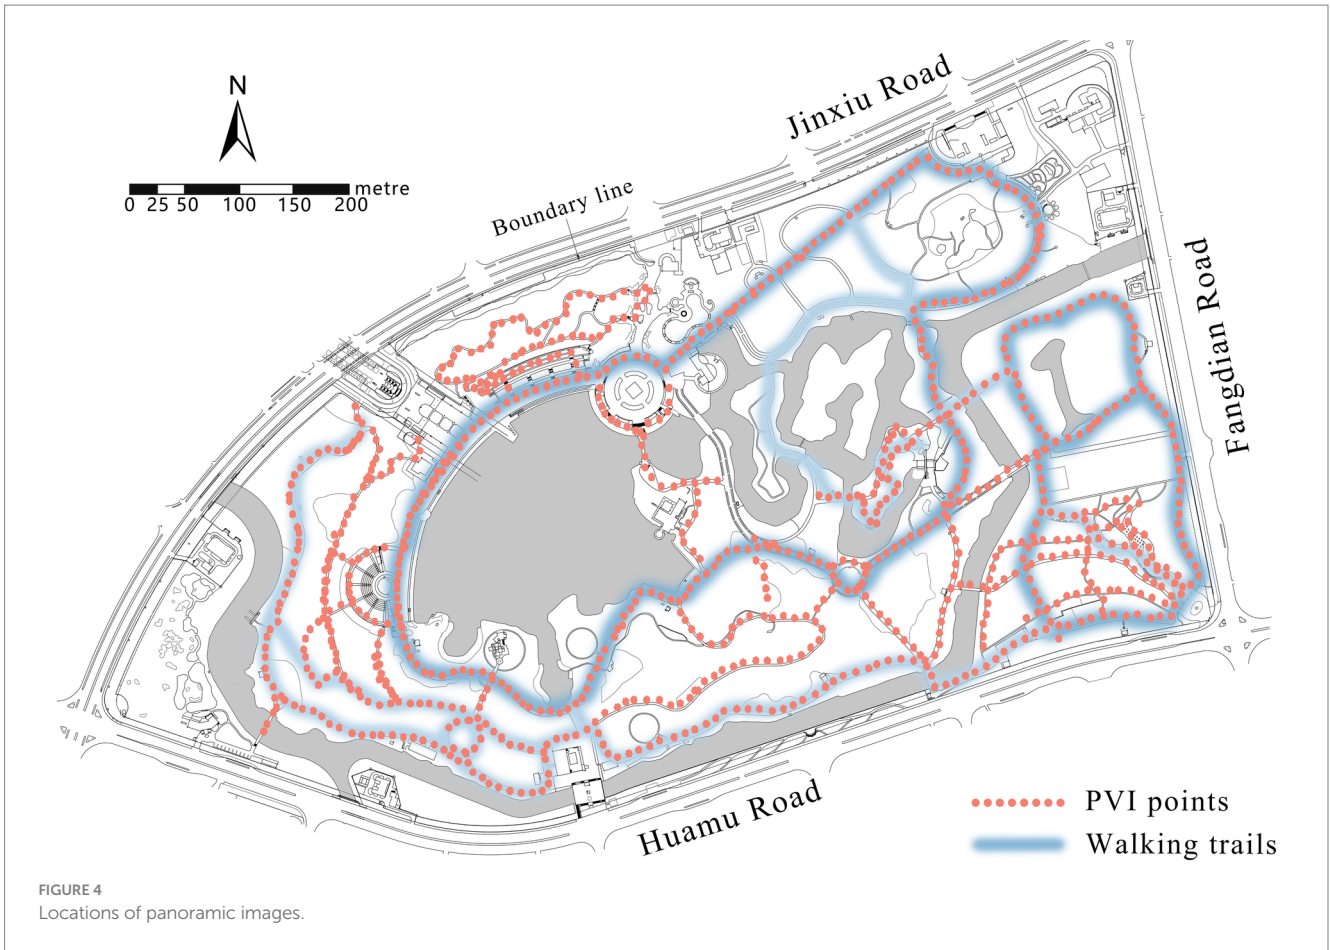 N
metre
0 25 50 100 150 200
Jinxiu Road
Boundary line
Fangdian Road
Huamu Road
PVI points
Walking trails
FIGURE 4
Locations of panoramic images.